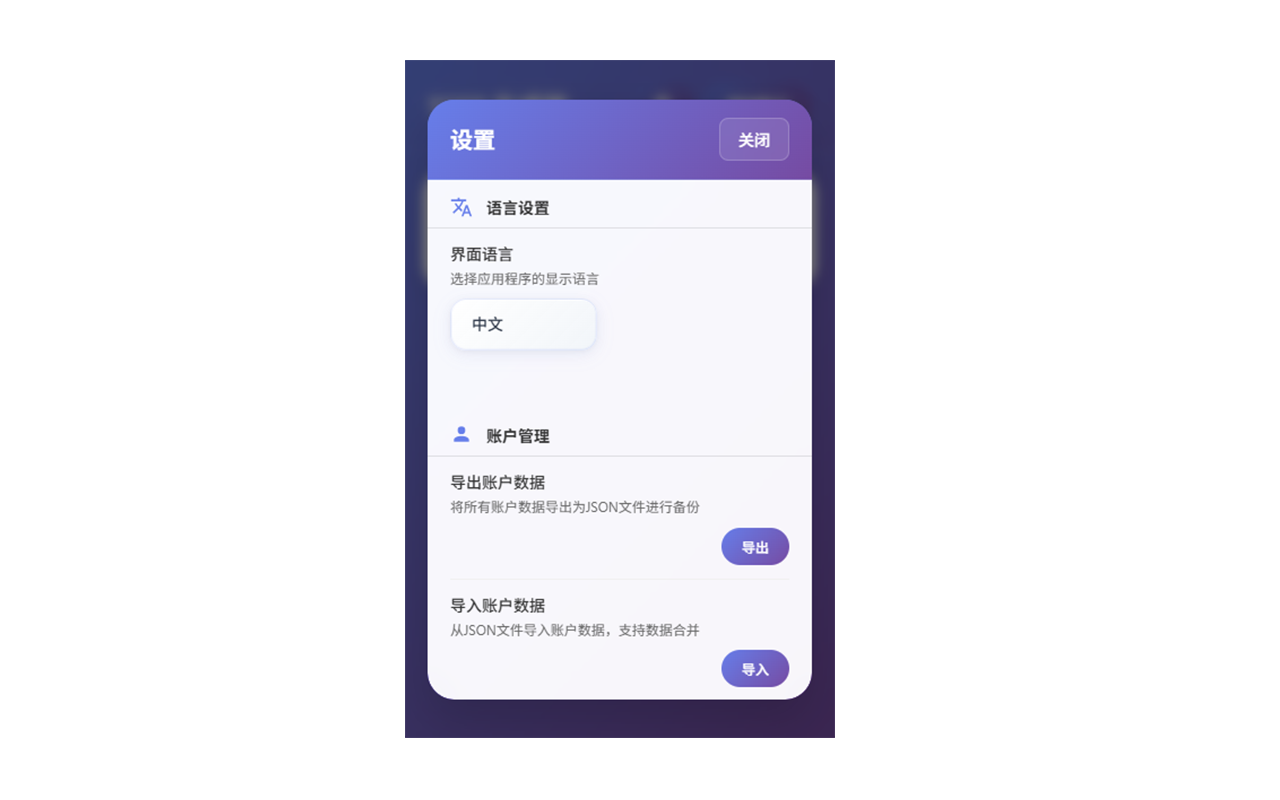 设置
关闭
语言设置
界面语言
选择应用程序的显示语言
中文
账户管理
导出账户数据
将所有账户数据导出为JSON文件进行备份
导出
导入账户数据
从JSON文件导入账户数据，支持数据合并
导入